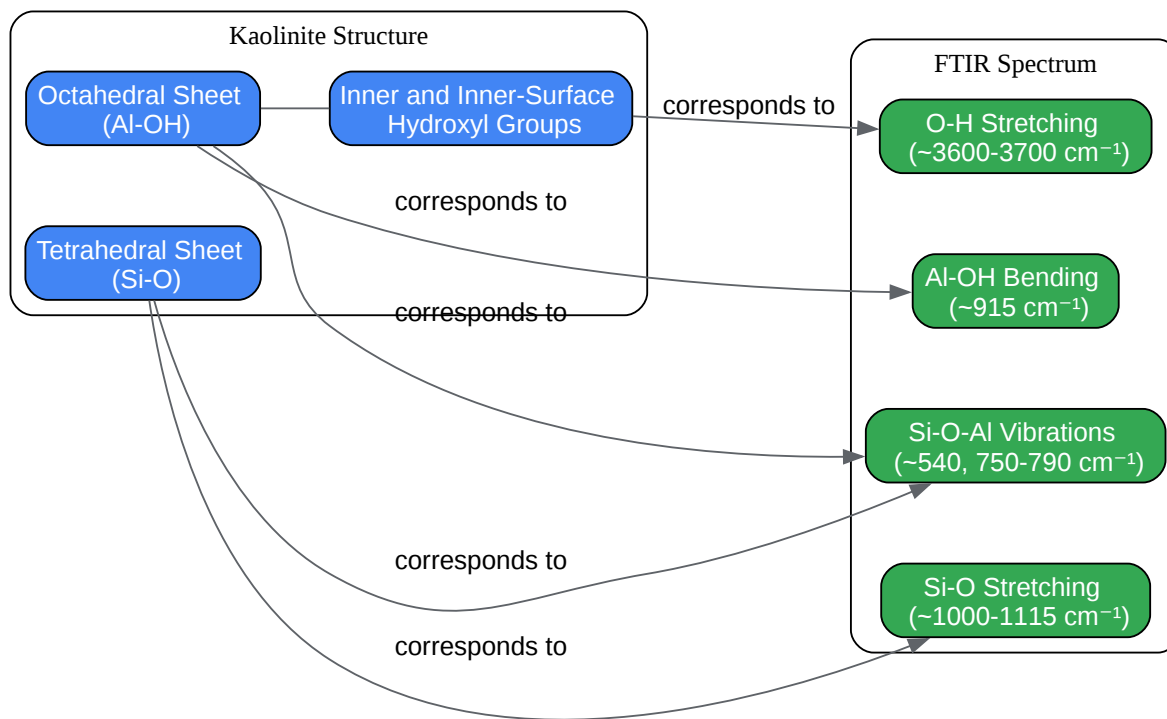 Kaolinite Structure
Octahedral Sheet
(Al-OH)
Inner and Inner-Surface
Hydroxyl Groups
Tetrahedral Sheet
(Si-O)
corresponds to
corresponds to
corresponds to
corresponds to
corresponds to
FTIR Spectrum
O-H Stretching
(~3600-3700 cm⁻¹)
Al-OH Bending
(~915 cm⁻¹)
Si-O-Al Vibrations
(~540, 750-790 cm⁻¹)
Si-O Stretching
(~1000-1115 cm⁻¹)